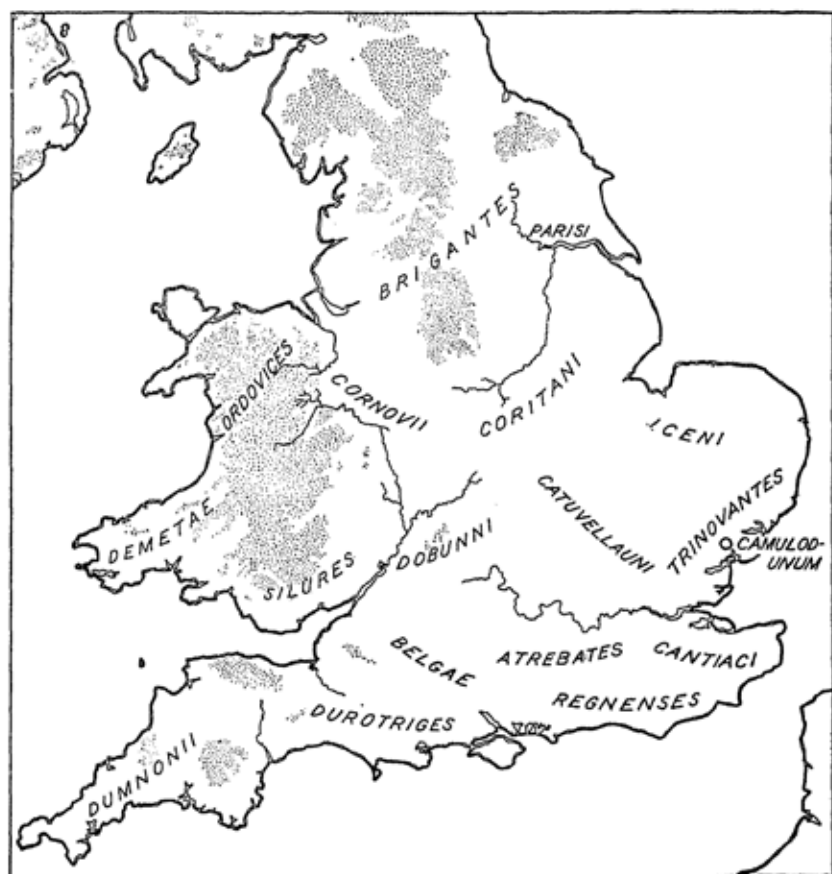 BRIGANTES
PARISI
ORDOVICES
CORNOVII
CORITANI
ICENI
DEMETAE
SILURES
DOBUNNI
CATUVELLAUNI
TRINOVANTES
CAMULOD-
UNUM
BELGAE
ATREBATES
CANTIACI
REGNENSES
DUROTRIGES
DUMNONII